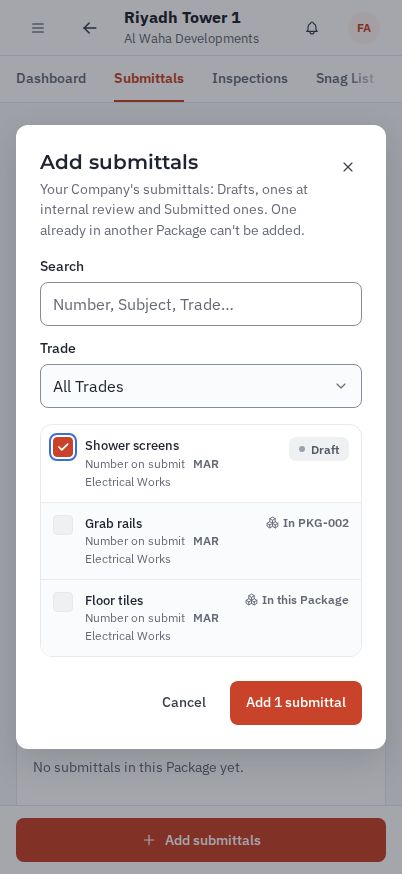 Riyadh Tower 1
Al Waha Developments
FA
Dashboard
Submittals
Inspections
Snag List
Add submittals
Your Company's submittals: Drafts, ones at
internal review and Submitted ones. One
already in another Package can't be added.
Search
Number, Subject, Trade...
Trade
All Trades
Shower screens
Draft
Number on submit MAR
Electrical Works
Grab rails
In PKG-002
Number on submit MAR
Electrical Works
Floor tiles
In this Package
Number on submit MAR
Electrical Works
Cancel
Add 1 submittal
No submittals in this Package yet.
Add submittals